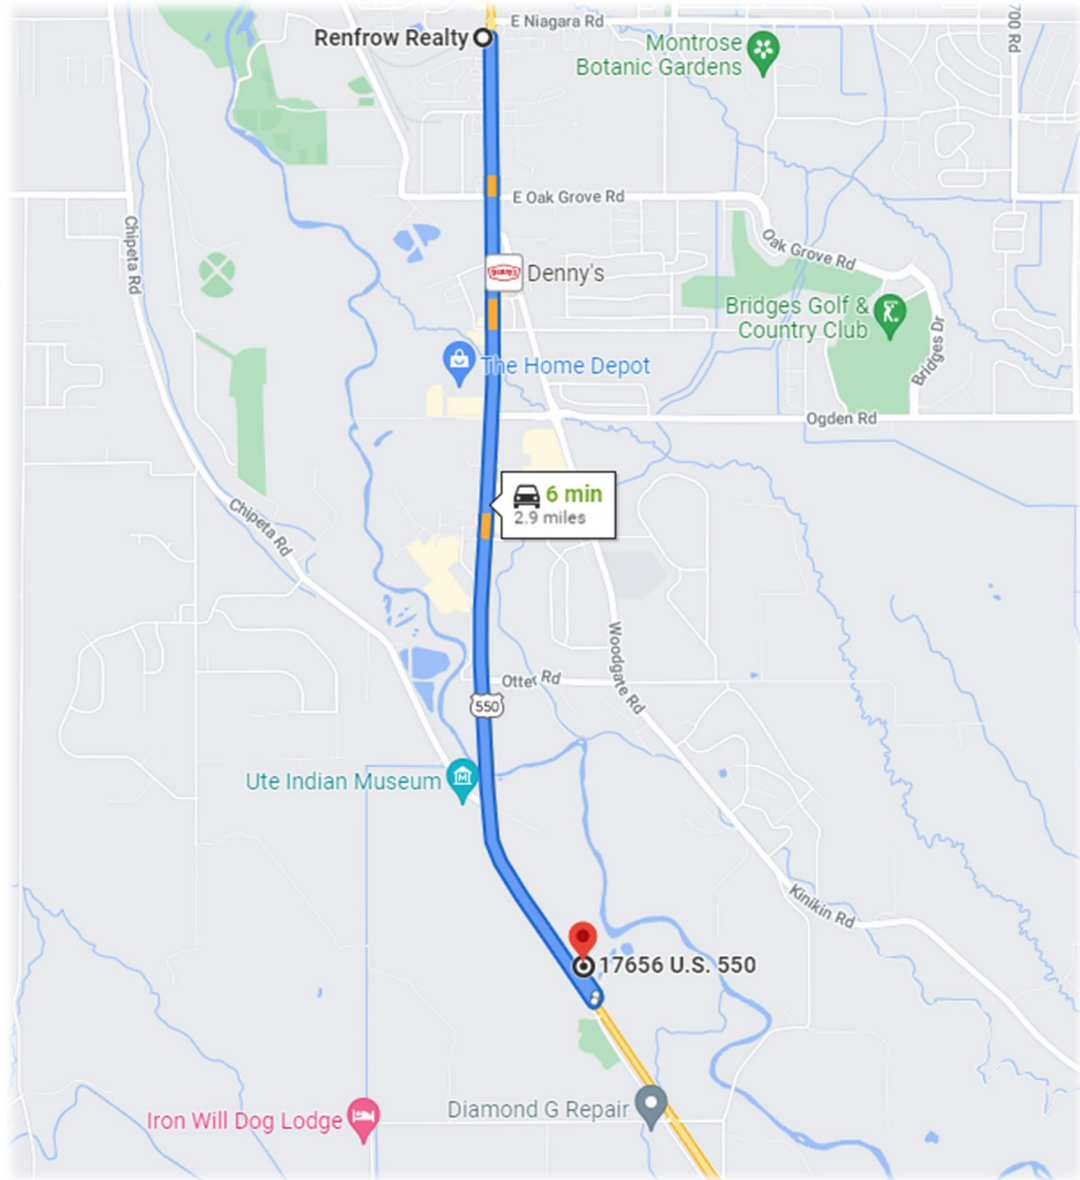 E Niagara Rd
700 Rd
Renfrow Realty
Montrose
Botanic Gardens
E Oak Grove Rd
Chipeta Rd
Oak Grove Rd
Denny's
Denny's
Bridges Golf &
Country Club
Bridges Dr
The Home Depot
Ogden Rd
6 min
2.9 miles
Chipeta Rd
Woodgate Rd
Otter Rd
550
Ute Indian Museum
Kinikin Rd
17656 U.S. 550
Diamond G Repair
Iron Will Dog Lodge